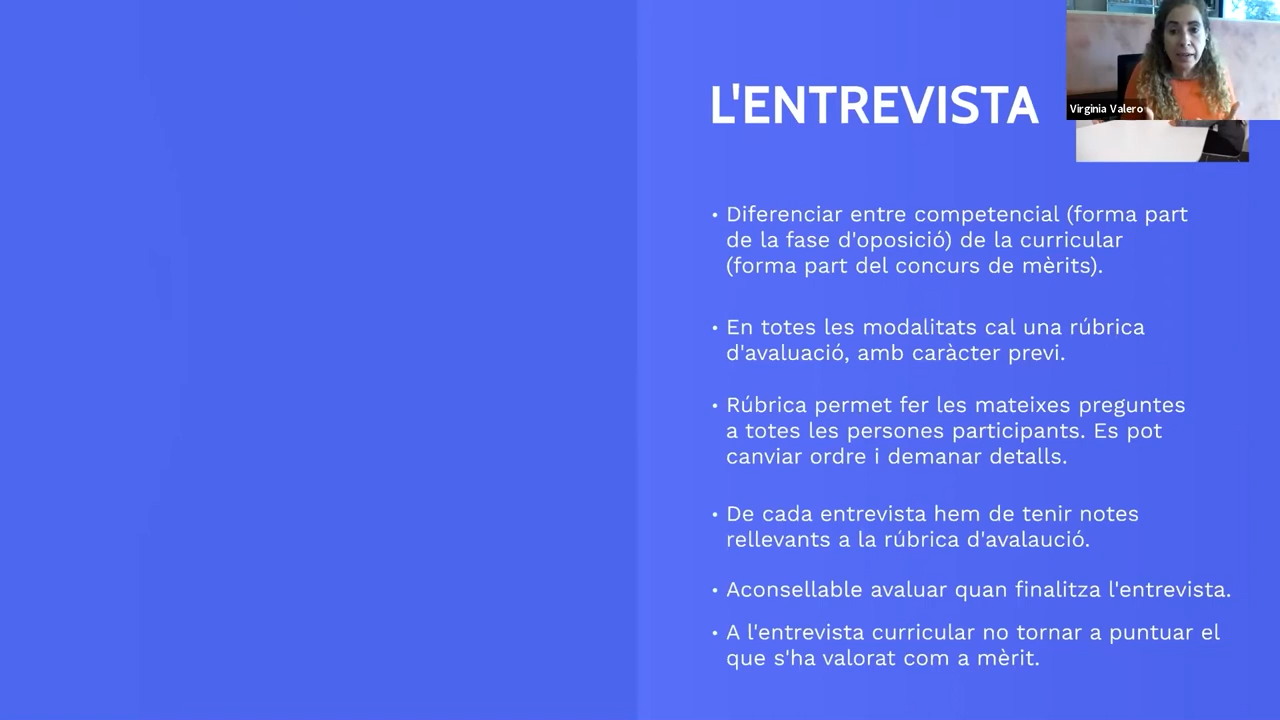 L'ENTREVISTA
Virginia Valero
• Diferenciar entre competencial (forma part
de la fase d'oposició) de la curricular
(forma part del concurs de mèrits).
• En totes les modalitats cal una rúbrica
d'avaluació, amb caràcter previ.
• Rúbrica permet fer les mateixes preguntes
a totes les persones participants. Es pot
canviar ordre i demanar detalls.
• De cada entrevista hem de tenir notes
rellevants a la rúbrica d'avalaució.
• Aconsellable avaluar quan finalitza l'entrevista.
• A l'entrevista curricular no tornar a puntuar el
que s'ha valorat com a mèrit.